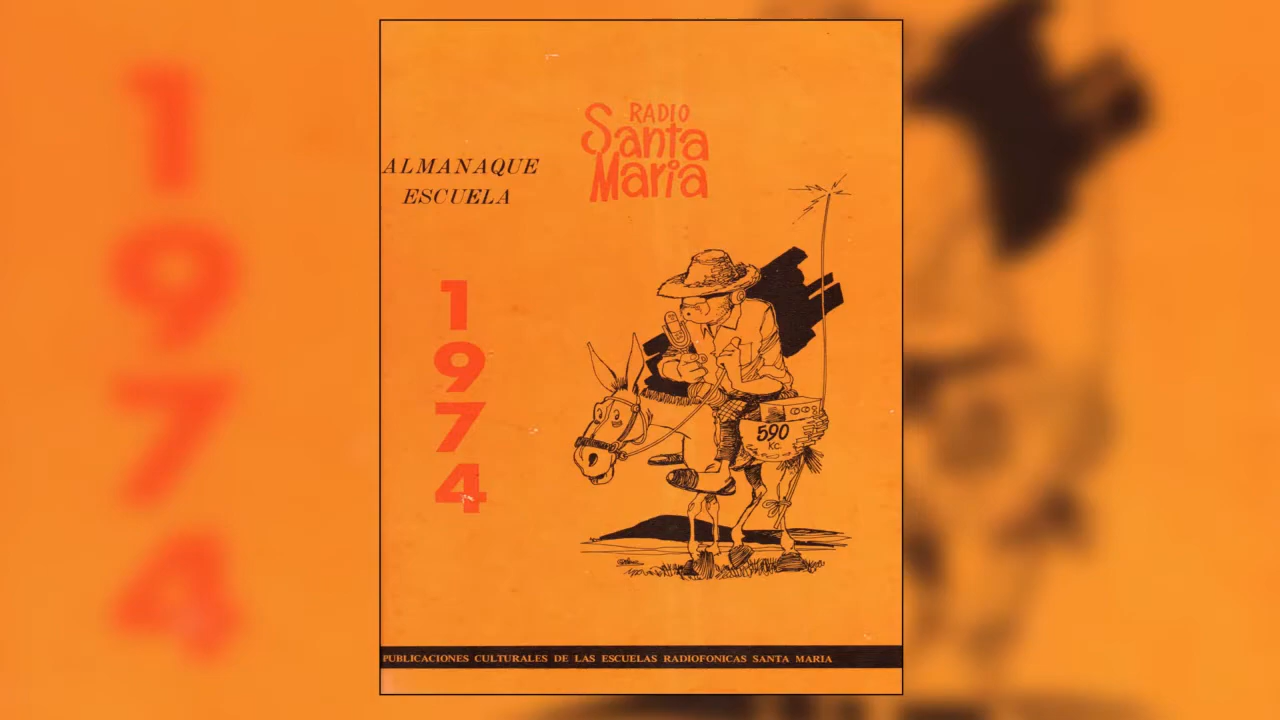 RADIO
Santa
Maria
ALMANAQUE
ESCUELA
1
9
7
4
590
KC.
PUBLICACIONES CULTURALES DE LAS ESCUELAS RADIOFONICAS SANTA MARIA